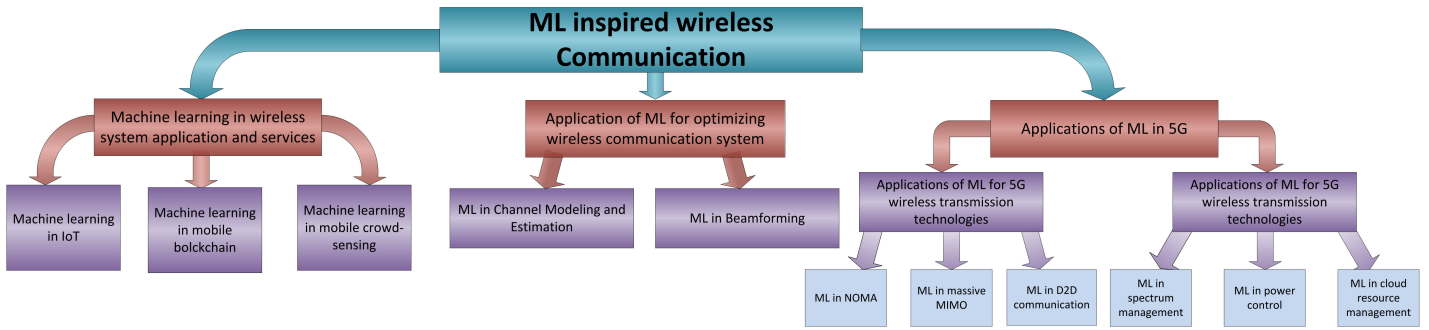 ML inspired wireless
Communication
Machine learning in wireless
system application and services
Application of ML for optimizing
wireless communication system
Applications of ML in 5G
Machine learning
in IoT
Machine learning
in mobile
bolckchain
Machine learning
in mobile crowd-
sensing
ML in Channel Modeling and
Estimation
ML in Beamforming
Applications of ML for 5G
wireless transmission
technologies
Applications of ML for 5G
wireless transmission
technologies
ML in NOMA
ML in massive
MIMO
ML in D2D
communication
ML in
spectrum
management
ML in power
control
ML in cloud
resource
management